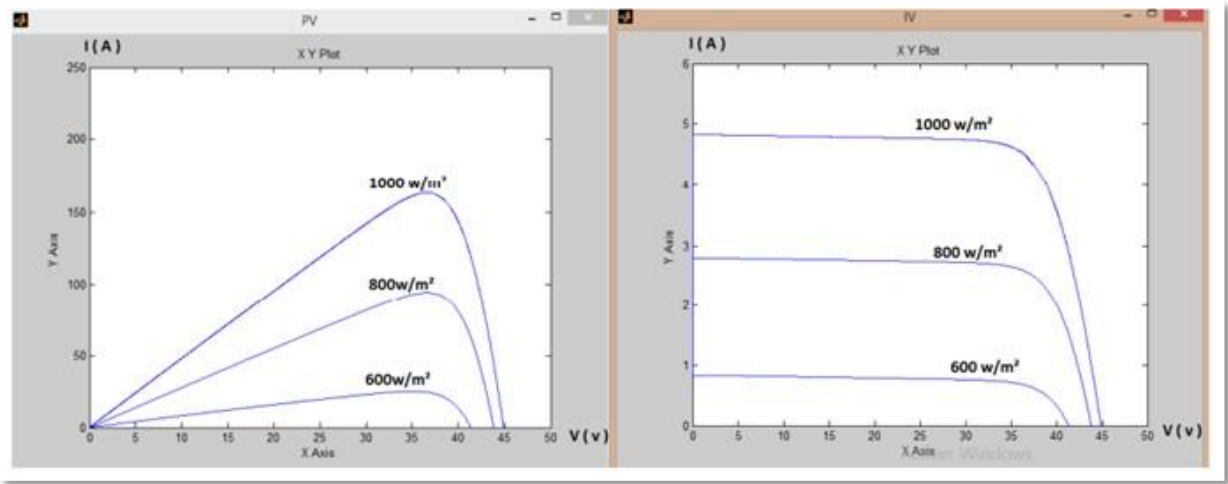 PV
I ( A )
X Y Plot
250
200
150
100
50
0
Y Axis
1000 w/m²
800w/m²
600w/m²
0 5 10 15 20 25 30 35 40 45 50
V ( v )
X Axis
IV
I ( A )
X Y Plot
6
5
4
3
2
1
0
Y Axis
1000 w/m²
800 w/m²
600 w/m²
0 5 10 15 20 25 30 35 40 45 50
V ( v )
X Axis
Windows